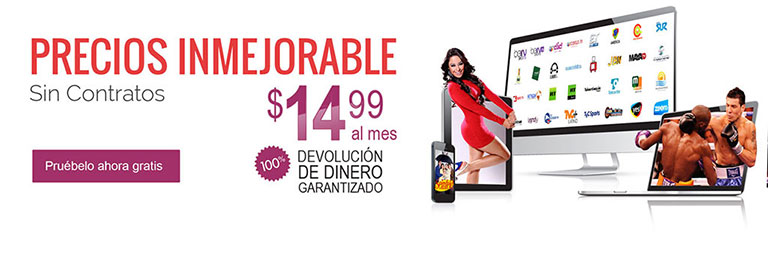 PRECIOS INMEJORABLE
Sin Contratos
$14.99
al mes
Pruébelo ahora gratis
100%
DEVOLUCIÓN
DE DINERO
GARANTIZADO